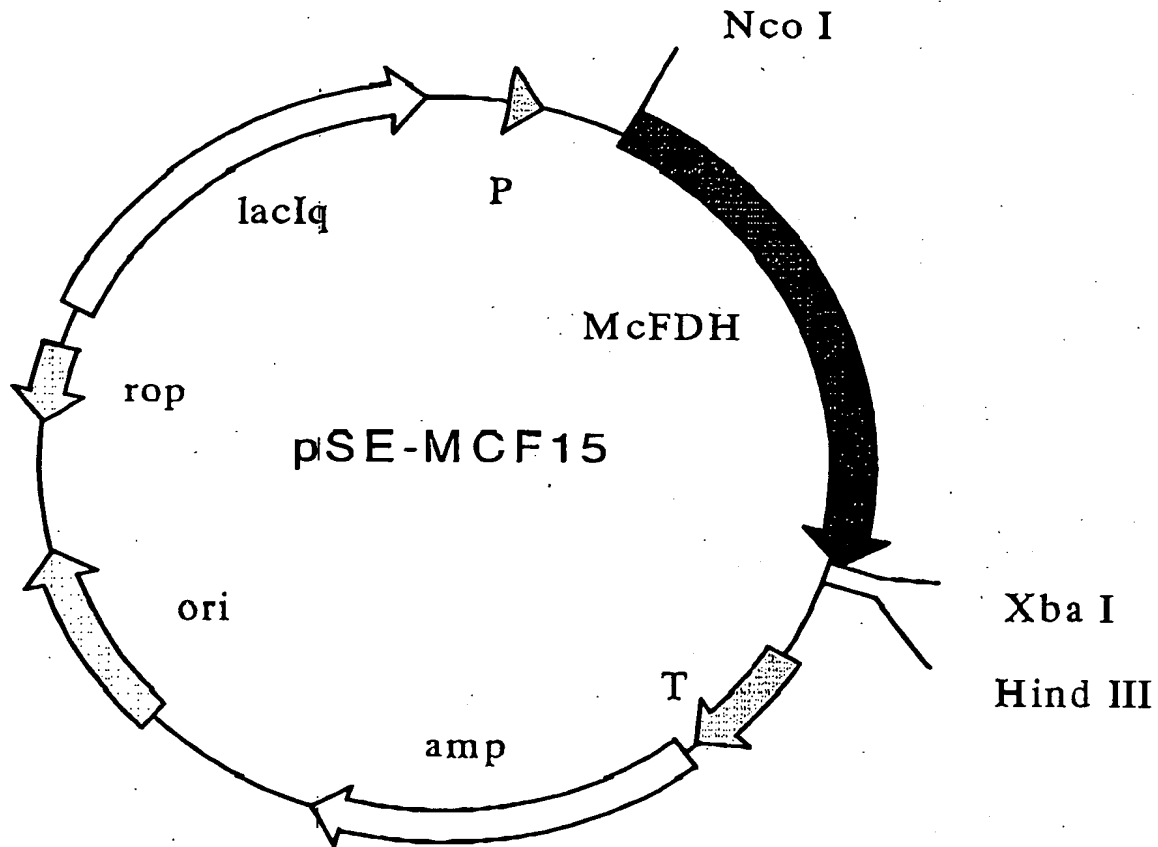 Nco I
P
lacIq
McFDH
rop
pSE-MCF15
ori
Xba I
T
Hind III
amp